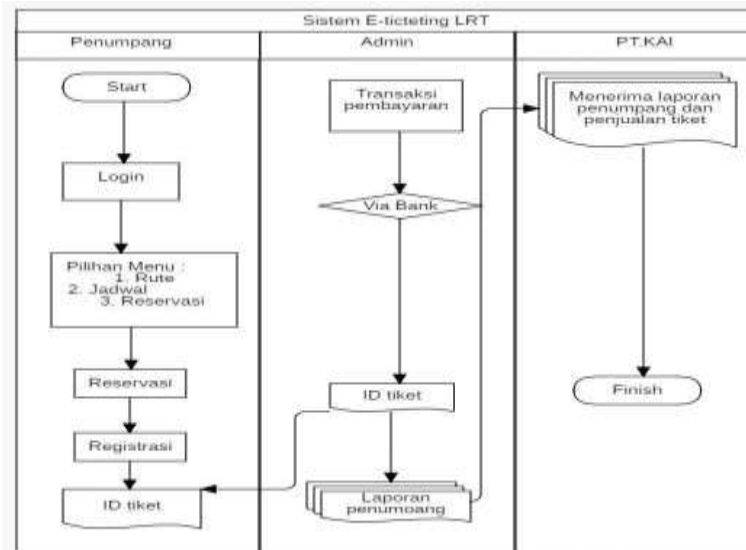 Sistem E-ticteting LRT
Penumpang
Admin
PT.KAI
Start
Login
Pilihan Menu :
1. Rute
2. Jadwal
3. Reservasi
Reservasi
Registrasi
ID tiket
Transaksi
pembayaran
Via Bank
ID tiket
Laporan
penumoang
Menerima laporan
penumpang dan
penjualan tiket
Finish